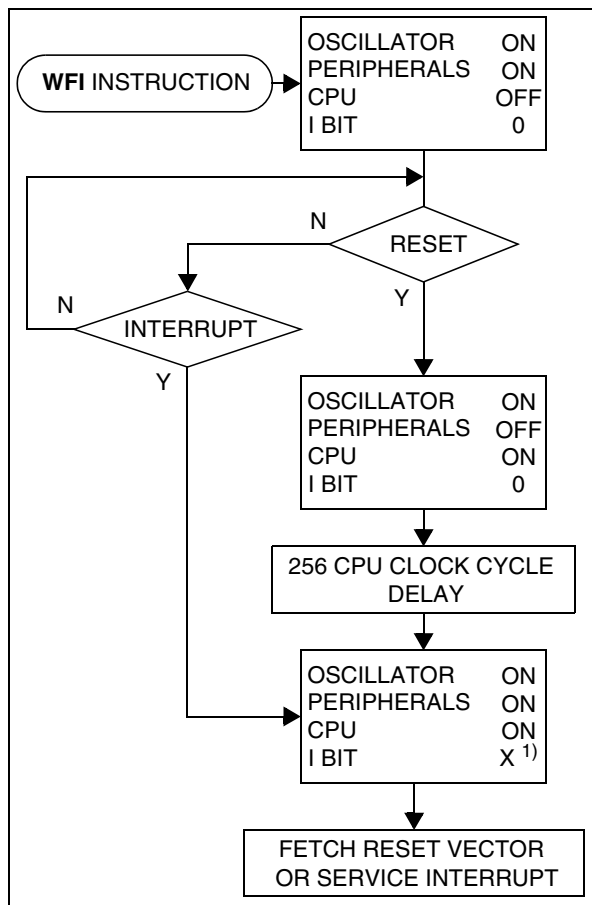 WFI INSTRUCTION
OSCILLATOR ON
PERIPHERALS ON
CPU OFF
I BIT 0
N
RESET
N
INTERRUPT
Y
Y
OSCILLATOR ON
PERIPHERALS OFF
CPU ON
I BIT 0
256 CPU CLOCK CYCLE
DELAY
OSCILLATOR ON
PERIPHERALS ON
CPU ON
I BIT X 1)
FETCH RESET VECTOR
OR SERVICE INTERRUPT